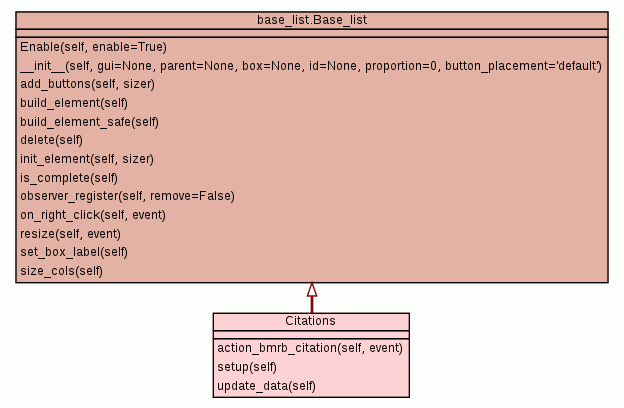 base_list.Base_list
Enable(self, enable=True)
__init__(self, gui=None, parent=None, box=None, id=None, proportion=0, button_placement='default')
add_buttons(self, sizer)
build_element(self)
build_element_safe(self)
delete(self)
init_element(self, sizer)
is_complete(self)
observer_register(self, remove=False)
on_right_click(self, event)
resize(self, event)
set_box_label(self)
size_cols(self)
Citations
action_bmrb_citation(self, event)
setup(self)
update_data(self)